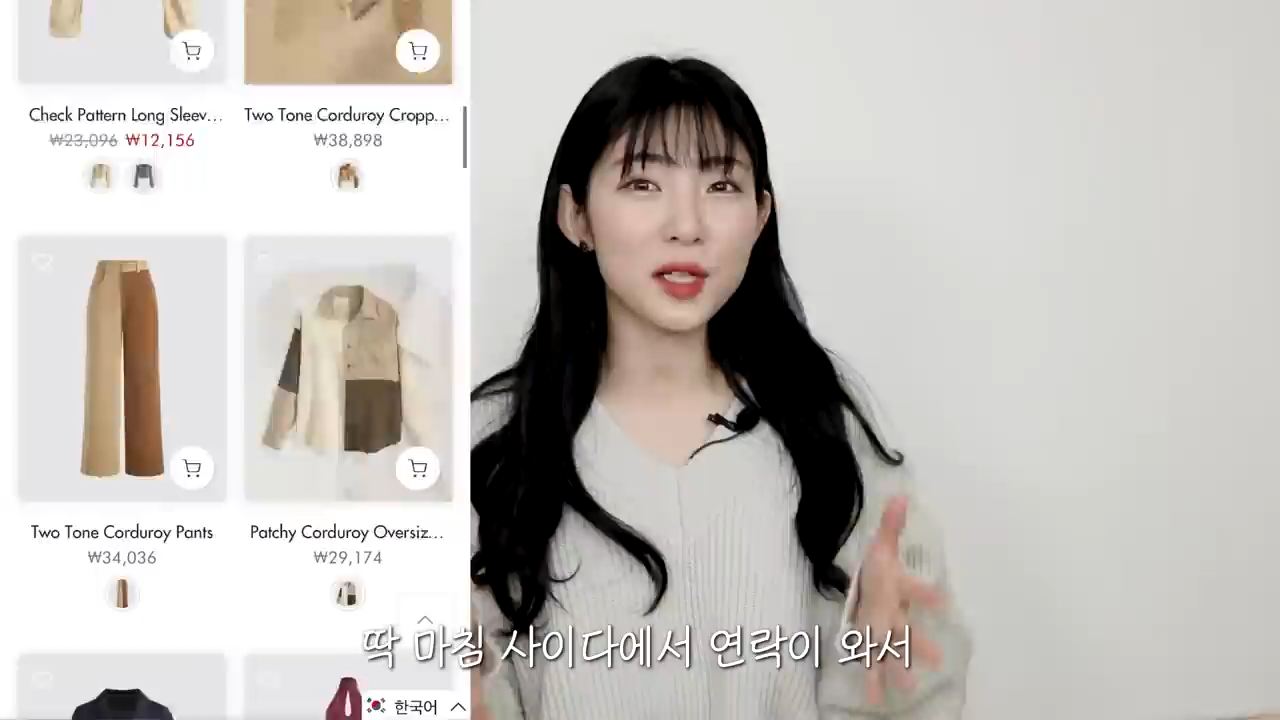 Check Pattern Long Sleev...
₩23,096 ₩12,156
Two Tone Corduroy Cropp...
₩38,898
Two Tone Corduroy Pants
₩34,036
Patchy Corduroy Oversiz...
₩29,174
딱 마침 사이다에서 연락이 와서
한국어